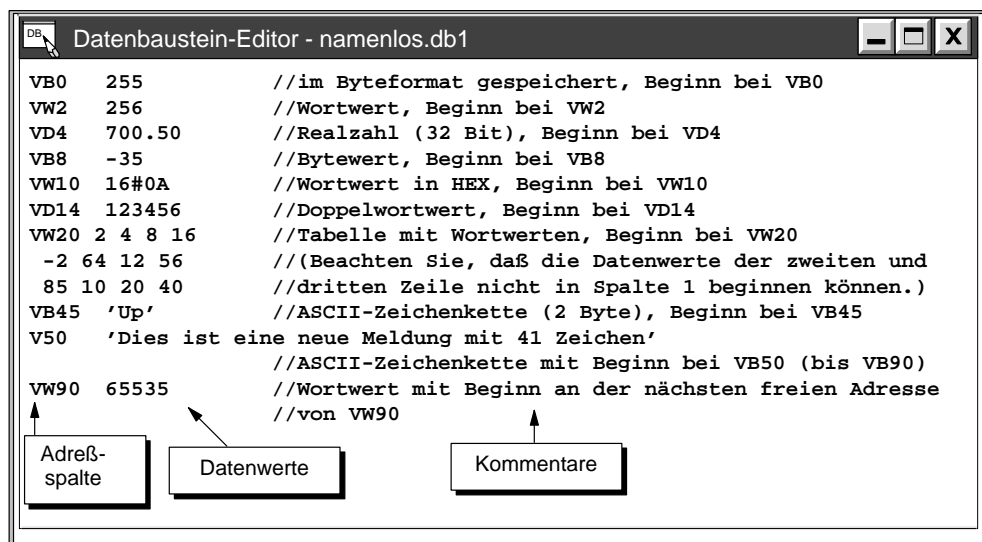 DB
Datenbaustein-Editor - namenlos.db1
VB0 255 //im Byteformat gespeichert, Beginn bei VB0
VW2 256 //Wortwert, Beginn bei VW2
VD4 700.50 //Realzahl (32 Bit), Beginn bei VD4
VB8 -35 //Bytewert, Beginn bei VB8
VW10 16#0A //Wortwert in HEX, Beginn bei VW10
VD14 123456 //Doppelwortwert, Beginn bei VD14
VW20 2 4 8 16 //Tabelle mit Wortwerten, Beginn bei VW20
-2 64 12 56 //(Beachten Sie, daß die Datenwerte der zweiten und
85 10 20 40 //dritten Zeile nicht in Spalte 1 beginnen können.)
VB45 ’Up’ //ASCII-Zeichenkette (2 Byte), Beginn bei VB45
V50 ’Dies ist eine neue Meldung mit 41 Zeichen’
//ASCII-Zeichenkette mit Beginn bei VB50 (bis VB90)
VW90 65535 //Wortwert mit Beginn an der nächsten freien Adresse
//von VW90
Adreß-
spalte
Datenwerte
Kommentare